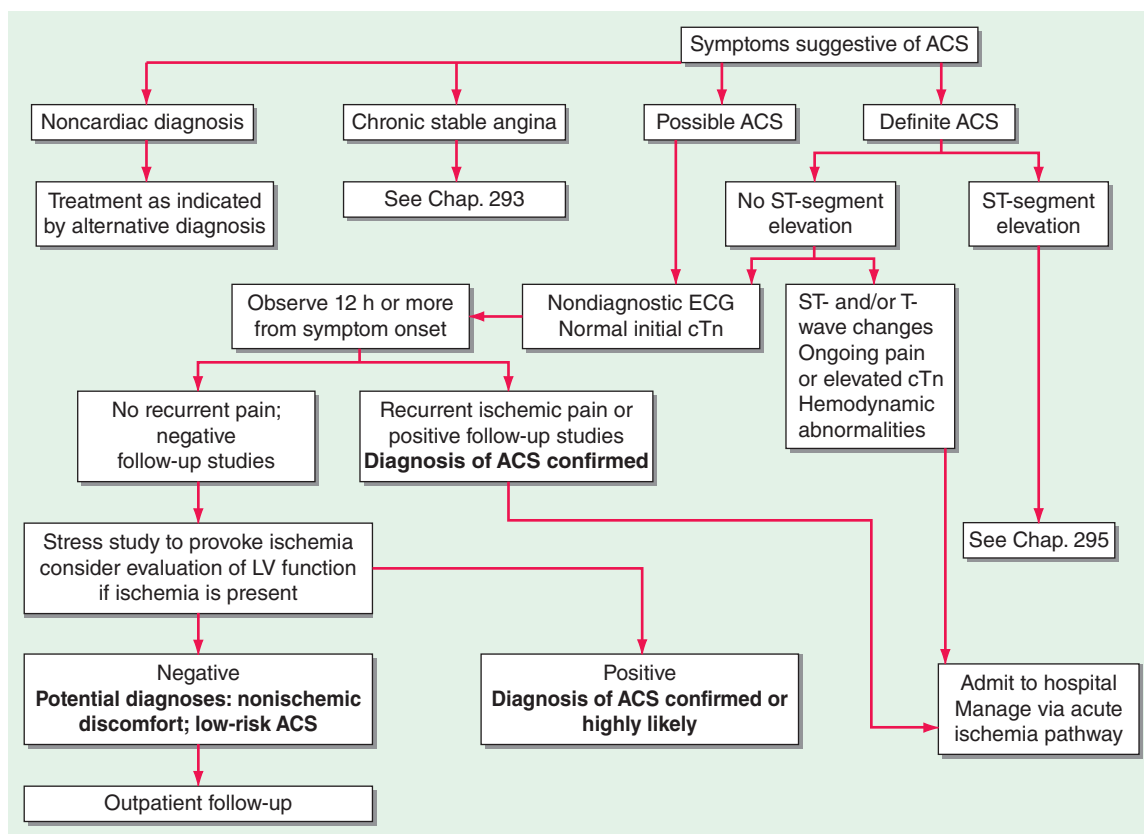 Symptoms suggestive of ACS
Noncardiac diagnosis
Chronic stable angina
Possible ACS
Definite ACS
Treatment as indicated
by alternative diagnosis
See Chap. 293
No ST-segment
elevation
ST-segment
elevation
Observe 12 h or more
from symptom onset
Nondiagnostic ECG
Normal initial cTn
ST- and/or T-
wave changes
Ongoing pain
or elevated cTn
Hemodynamic
abnormalities
No recurrent pain;
negative
follow-up studies
Recurrent ischemic pain or
positive follow-up studies
Diagnosis of ACS confirmed
See Chap. 295
Stress study to provoke ischemia
consider evaluation of LV function
if ischemia is present
Negative
Potential diagnoses: nonischemic
discomfort; low-risk ACS
Positive
Diagnosis of ACS confirmed or
highly likely
Admit to hospital
Manage via acute
ischemia pathway
Outpatient follow-up